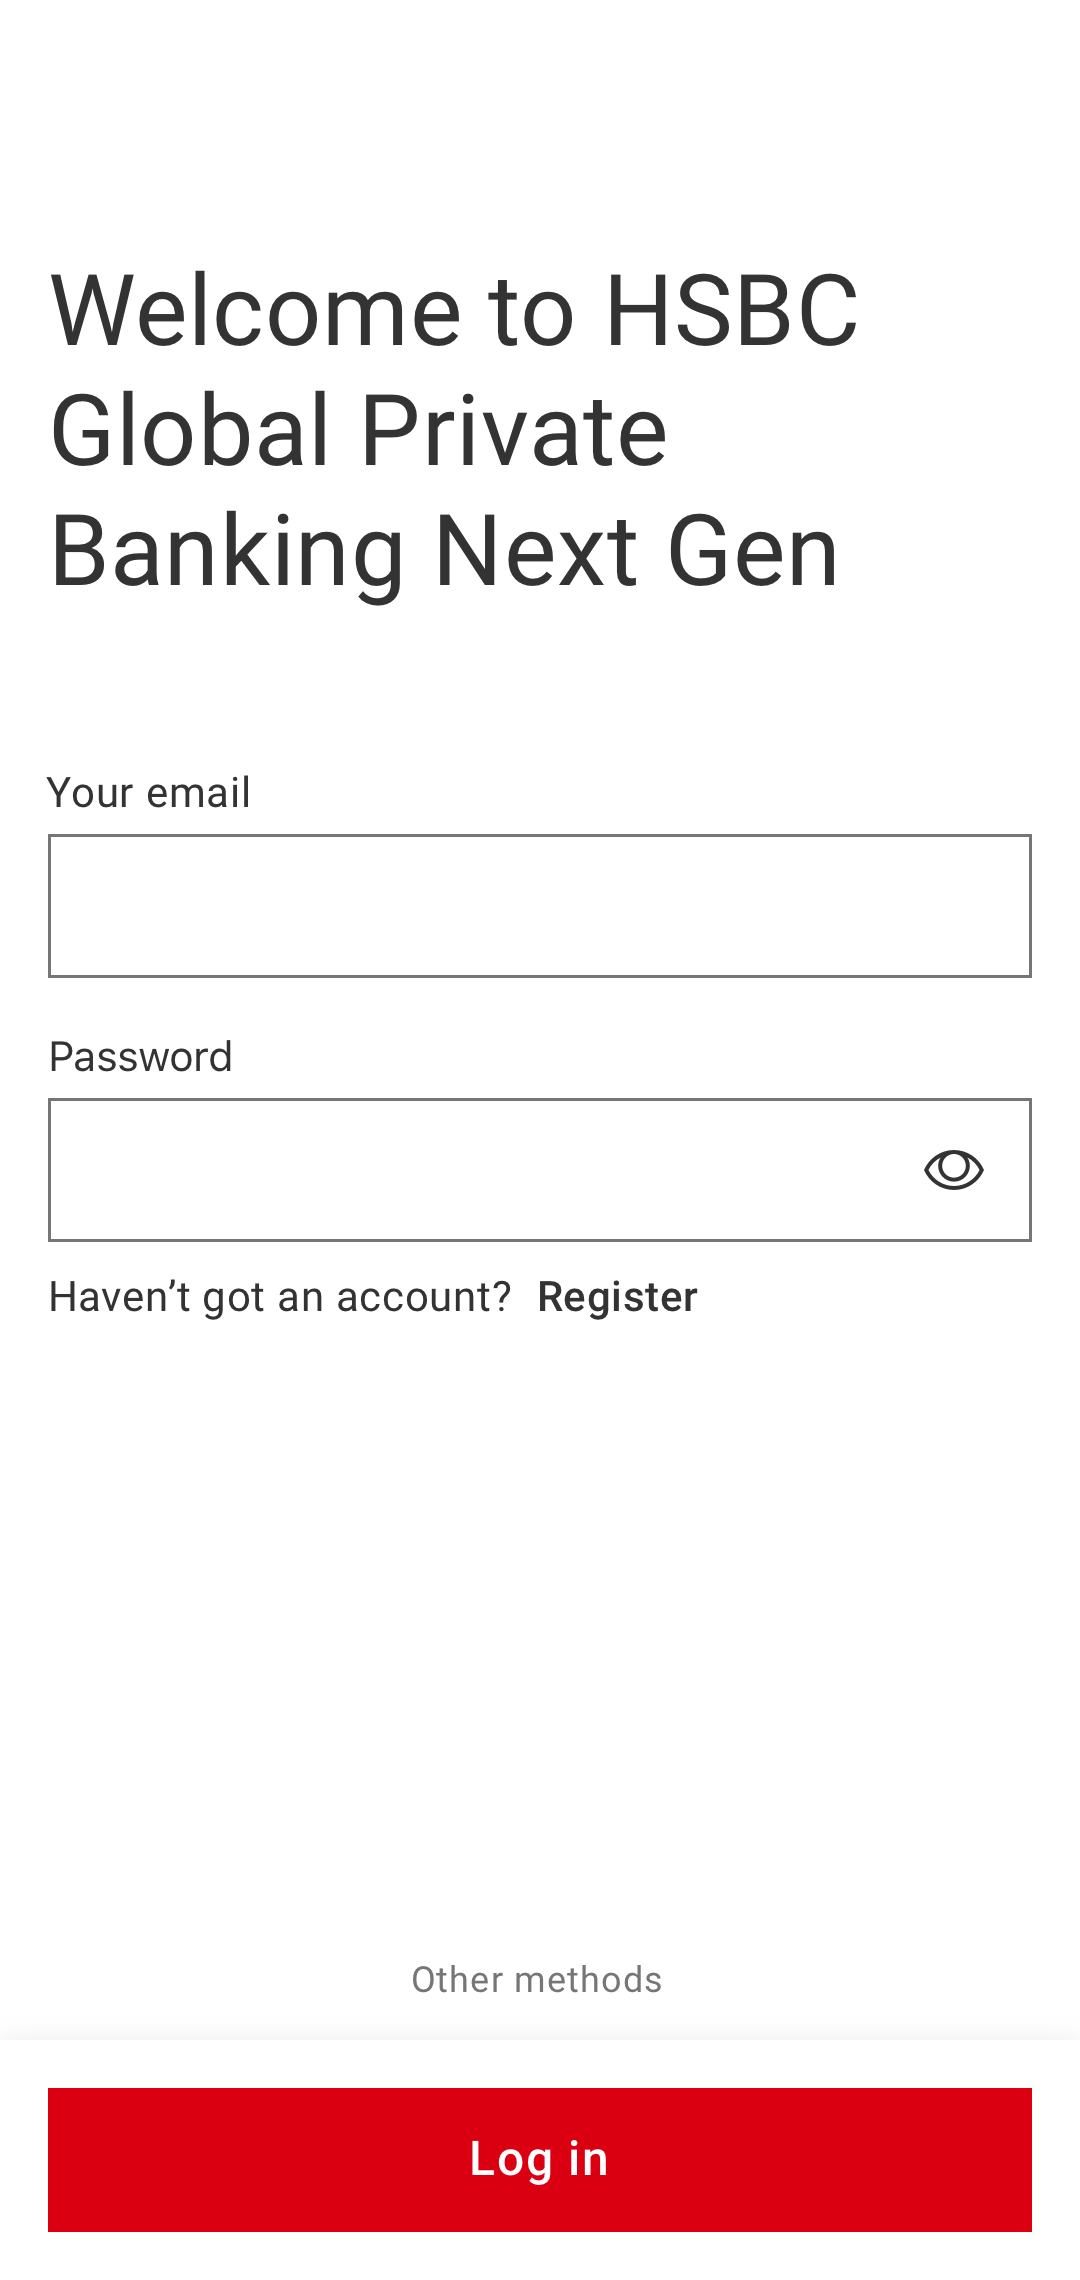 Welcome to HSBC
Global Private
Banking Next Gen
Your email
Password
Haven’t got an account? Register
Other methods
Log in